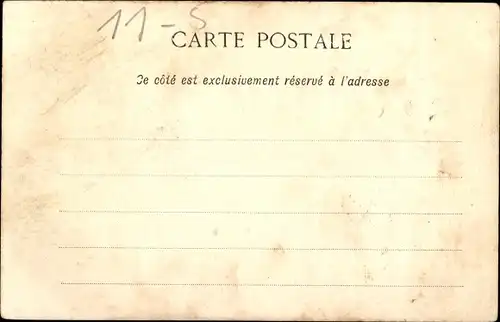 11-5
CARTE POSTALE
Ce côté est exclusivement réservé à l'adresse